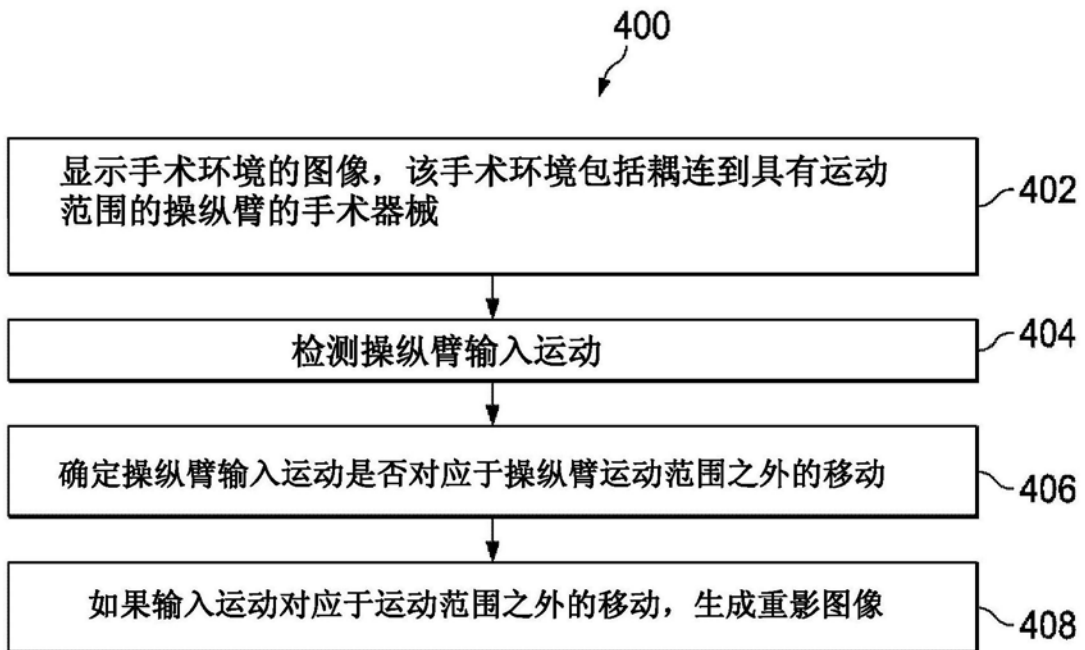 400
显示手术环境的图像，该手术环境包括耦连到具有运动
范围的操纵臂的手术器械
402
检测操纵臂输入运动
404
确定操纵臂输入运动是否对应于操纵臂运动范围之外的移动
406
如果输入运动对应于运动范围之外的移动，生成重影图像
408